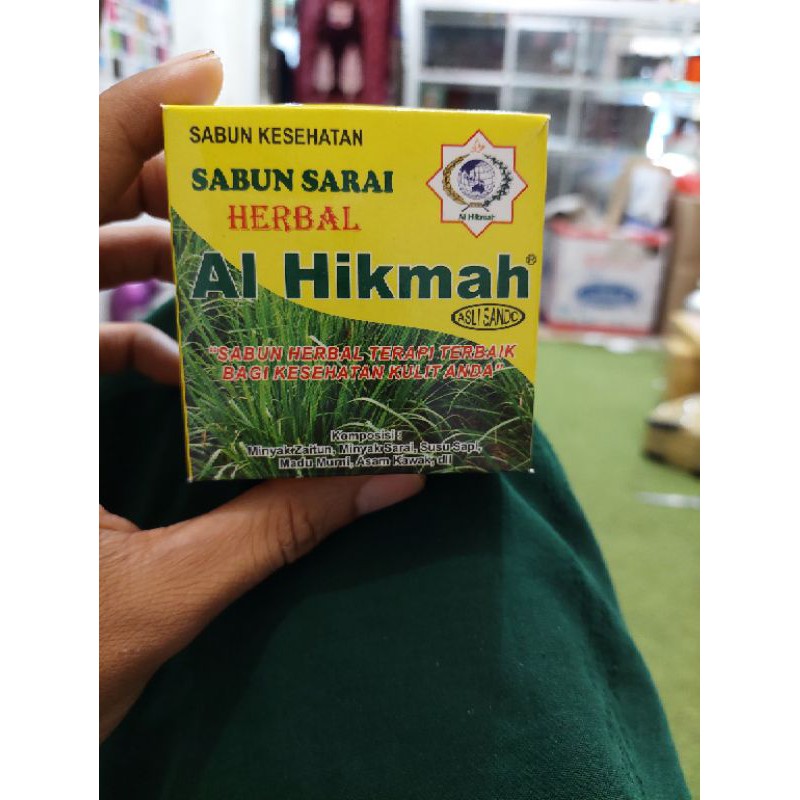 SABUN KESEHATAN
SABUN SARAI
HERBAL
Al Hikmah
Al Hikmah®
ASLI SANDO
"SABUN HERBAL TERAPI TERBAIK
BAGI KESEHATAN KULIT ANDA"
Komposisi :
Minyak Zaitun, Minyak Sarai, Susu Sapi,
Madu Murni, Asam Kawak, dll